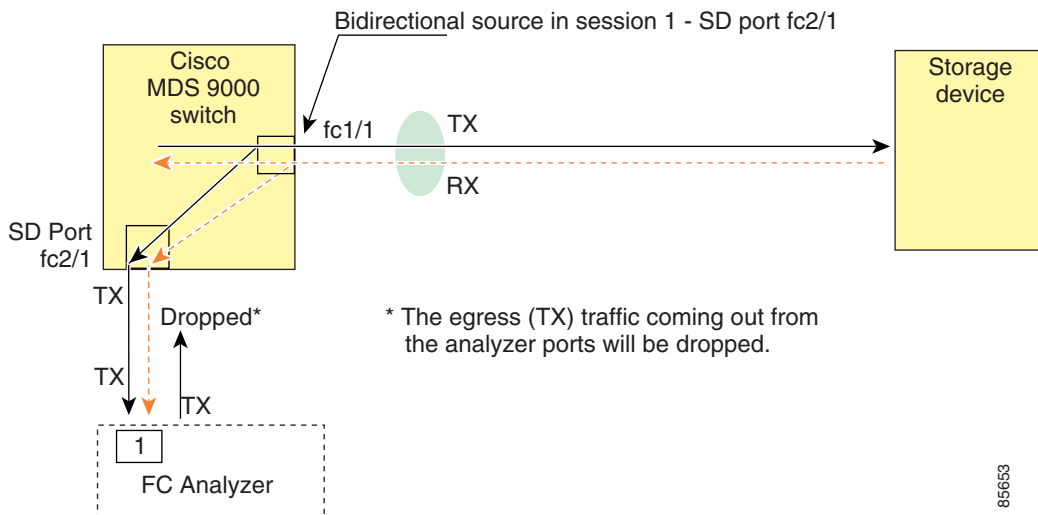 Bidirectional source in session 1 - SD port fc2/1
Cisco
MDS 9000
switch
Storage
device
fc1/1
TX
RX
SD Port
fc2/1
TX
Dropped*
* The egress (TX) traffic coming out from
the analyzer ports will be dropped.
TX
TX
1
FC Analyzer
85653